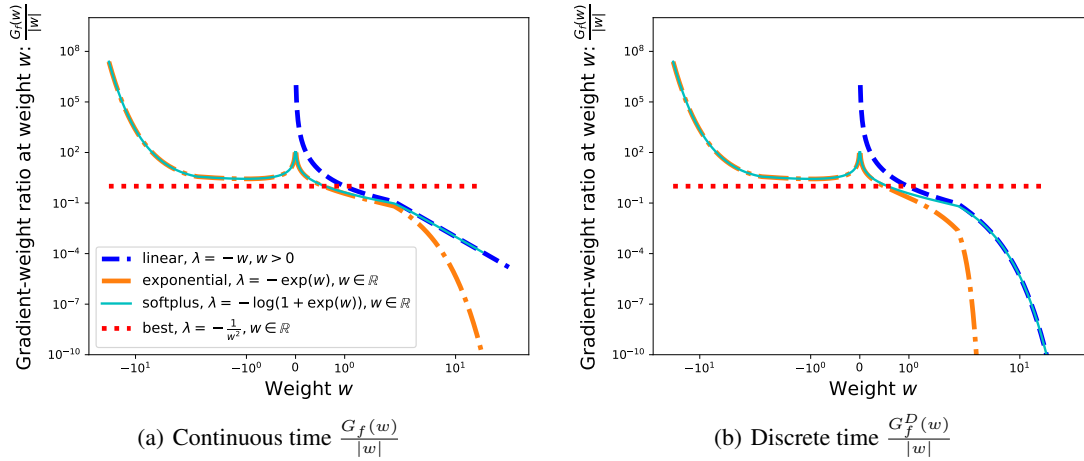 Gradient-weight ratio at weight w: G_f(w)/|w|
10^8
10^5
10^2
10^-1
10^-4
10^-7
10^-10
linear, λ = −w, w > 0
exponential, λ = − exp(w), w ∈ ℝ
softplus, λ = − log(1 + exp(w)), w ∈ ℝ
best, λ = −1/w², w ∈ ℝ
−10^1
−10^0
0
10^0
10^1
Weight w
(a) Continuous time G_f(w)/|w|
Gradient-weight ratio at weight w: G_f(w)/|w|
10^8
10^5
10^2
10^-1
10^-4
10^-7
10^-10
−10^1
−10^0
0
10^0
10^1
Weight w
(b) Discrete time G_f^D(w)/|w|